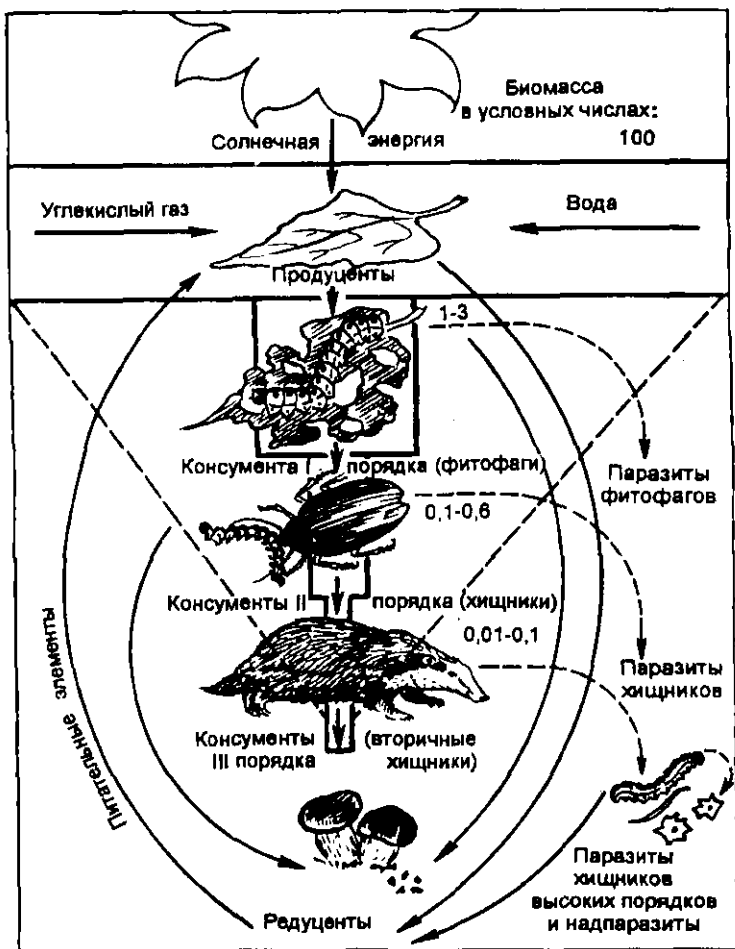 Биомасса
в условных числах:
100
Солнечная энергия
Углекислый газ
Вода
Продуценты
1-3
Консумента I порядка (фитофаги)
Паразиты
фитофагов
0,1-0,6
Консументы II порядка (хищники)
0,01-0,1
Паразиты
хищников
Консументы (вторичные
III порядка хищники)
Питательные элементы
Паразиты
хищников
высоких порядков
и надпаразиты
Редуценты